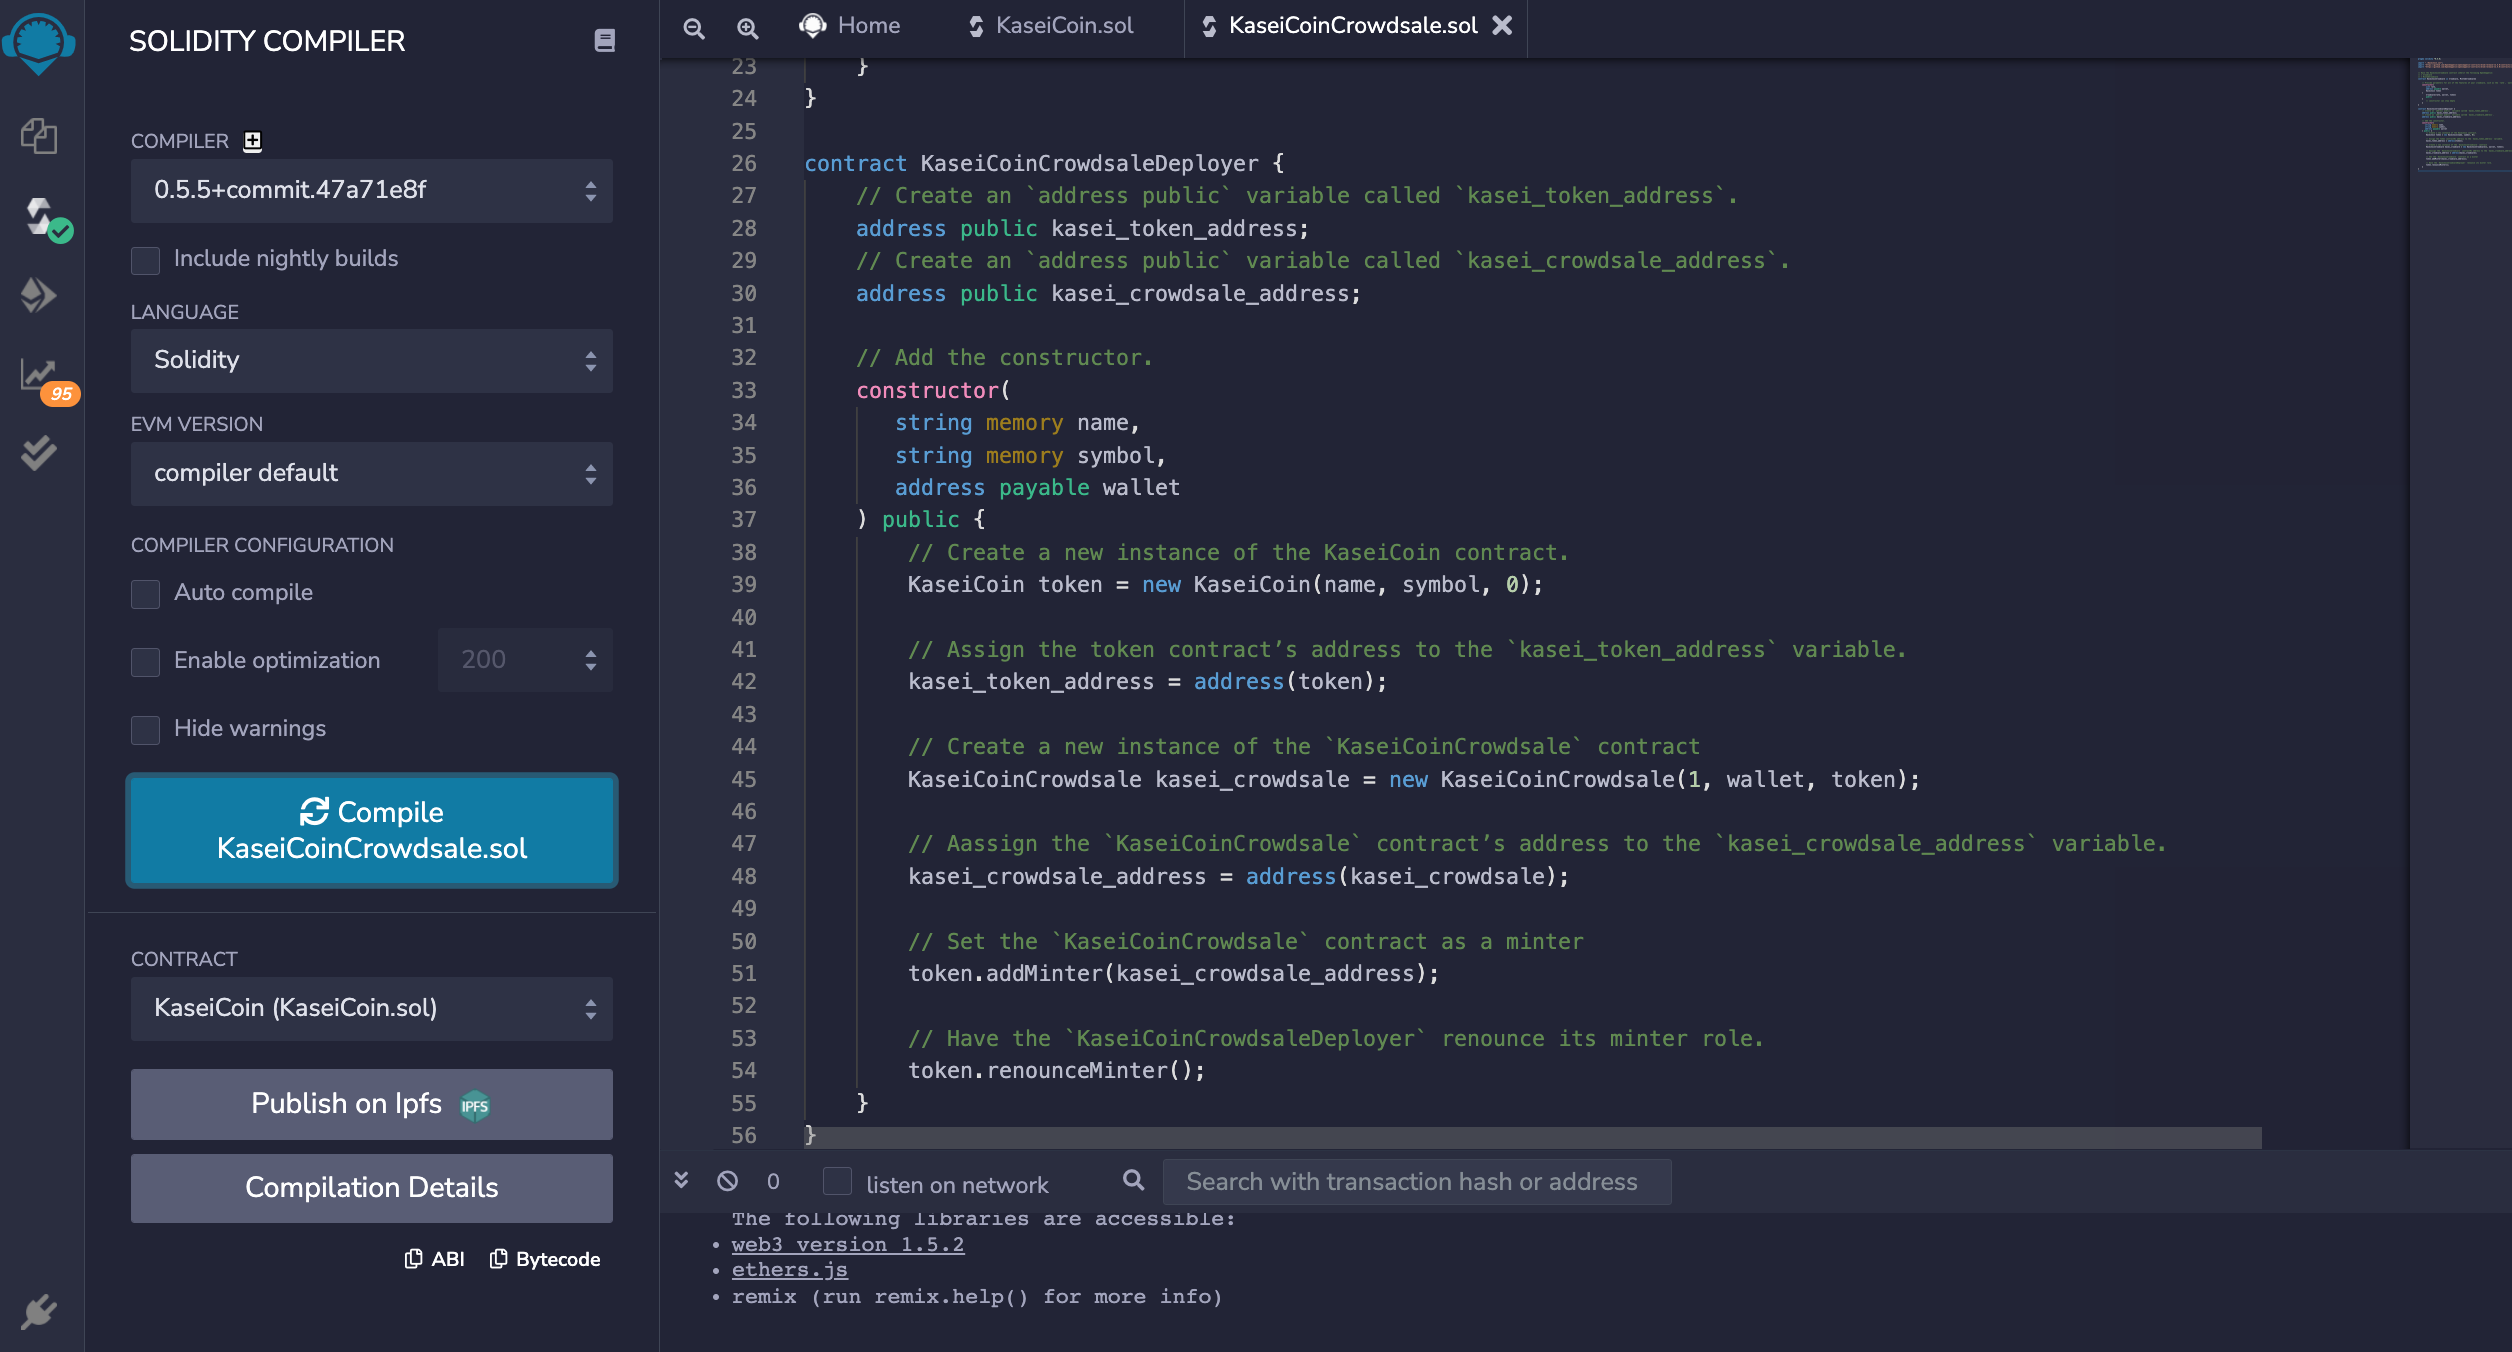 SOLIDITY COMPILER
COMPILER
0.5.5+commit.47a71e8f
Include nightly builds
LANGUAGE
Solidity
EVM VERSION
compiler default
COMPILER CONFIGURATION
Auto compile
Enable optimization
200
Hide warnings
Compile
KaseiCoinCrowdsale.sol
CONTRACT
KaseiCoin (KaseiCoin.sol)
Publish on Ipfs IPFS
Compilation Details
ABI Bytecode
95
Home KaseiCoin.sol KaseiCoinCrowdsale.sol
23 }
24 }
25
26 contract KaseiCoinCrowdsaleDeployer {
27 // Create an `address public` variable called `kasei_token_address`.
28 address public kasei_token_address;
29 // Create an `address public` variable called `kasei_crowdsale_address`.
30 address public kasei_crowdsale_address;
31
32 // Add the constructor.
33 constructor(
34 string memory name,
35 string memory symbol,
36 address payable wallet
37 ) public {
38 // Create a new instance of the KaseiCoin contract.
39 KaseiCoin token = new KaseiCoin(name, symbol, 0);
40
41 // Assign the token contract’s address to the `kasei_token_address` variable.
42 kasei_token_address = address(token);
43
44 // Create a new instance of the `KaseiCoinCrowdsale` contract
45 KaseiCoinCrowdsale kasei_crowdsale = new KaseiCoinCrowdsale(1, wallet, token);
46
47 // Aassign the `KaseiCoinCrowdsale` contract’s address to the `kasei_crowdsale_address` variable.
48 kasei_crowdsale_address = address(kasei_crowdsale);
49
50 // Set the `KaseiCoinCrowdsale` contract as a minter
51 token.addMinter(kasei_crowdsale_address);
52
53 // Have the `KaseiCoinCrowdsaleDeployer` renounce its minter role.
54 token.renounceMinter();
55 }
56 }
0 listen on network Search with transaction hash or address
The following libraries are accessible:
• web3 version 1.5.2
• ethers.js
• remix (run remix.help() for more info)